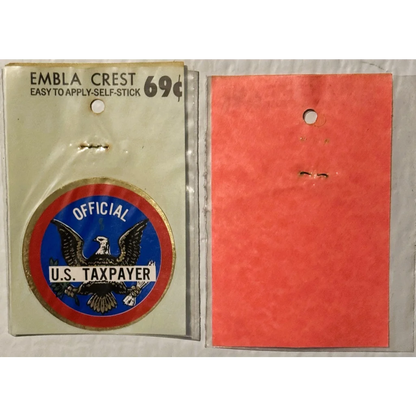 EMBLA CREST
EASY TO APPLY-SELF-STICK 69¢
OFFICIAL
U.S. TAXPAYER